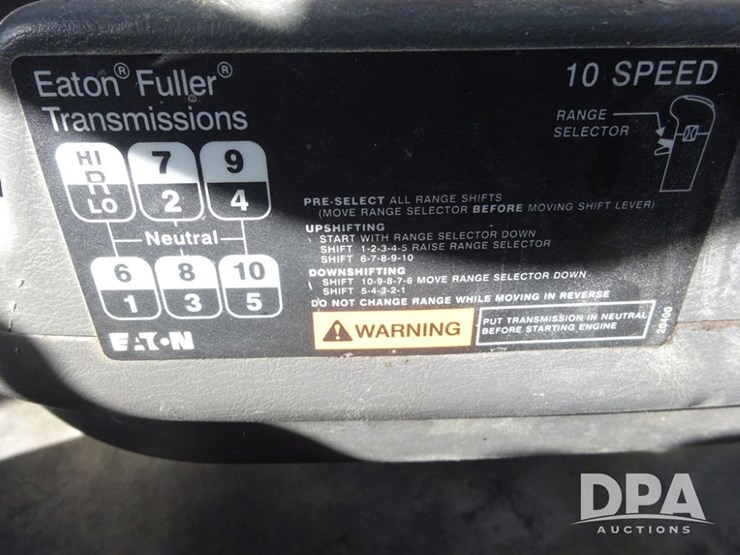 Eaton® Fuller®
Transmissions
10 SPEED
RANGE
SELECTOR
HI 7 9
R
LO 2 4
Neutral
6 8 10
1 3 5
EATON
PRE-SELECT ALL RANGE SHIFTS
(MOVE RANGE SELECTOR BEFORE MOVING SHIFT LEVER)
UPSHIFTING
START WITH RANGE SELECTOR DOWN
SHIFT 1-2-3-4-5 RAISE RANGE SELECTOR
SHIFT 6-7-8-9-10
DOWNSHIFTING
SHIFT 10-9-8-7-6 MOVE RANGE SELECTOR DOWN
SHIFT 5-4-3-2-1
DO NOT CHANGE RANGE WHILE MOVING IN REVERSE
WARNING
PUT TRANSMISSION IN NEUTRAL
BEFORE STARTING ENGINE
20400
DPA
AUCTIONS